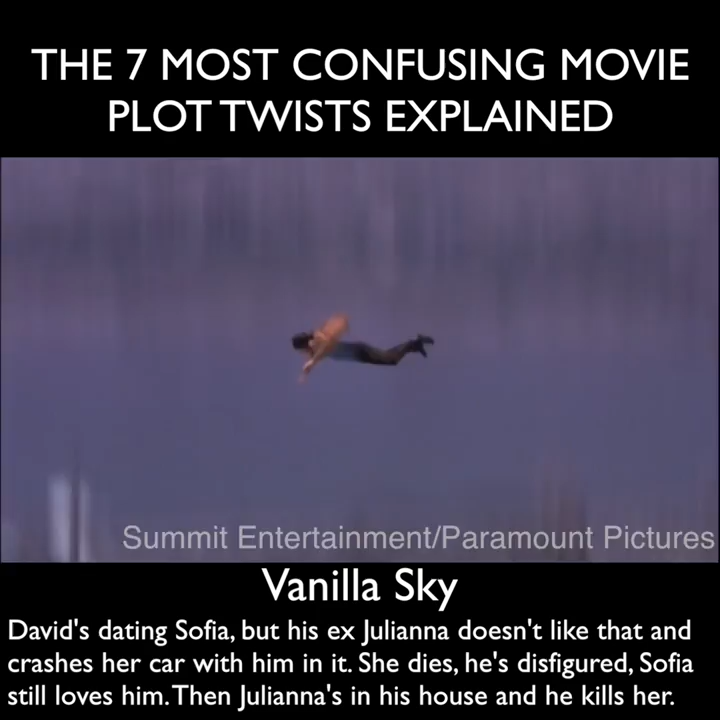 THE 7 MOST CONFUSING MOVIE
PLOT TWISTS EXPLAINED
Summit Entertainment/Paramount Pictures
Vanilla Sky
David's dating Sofia, but his ex Julianna doesn't like that and
crashes her car with him in it. She dies, he's disfigured, Sofia
still loves him. Then Julianna's in his house and he kills her.